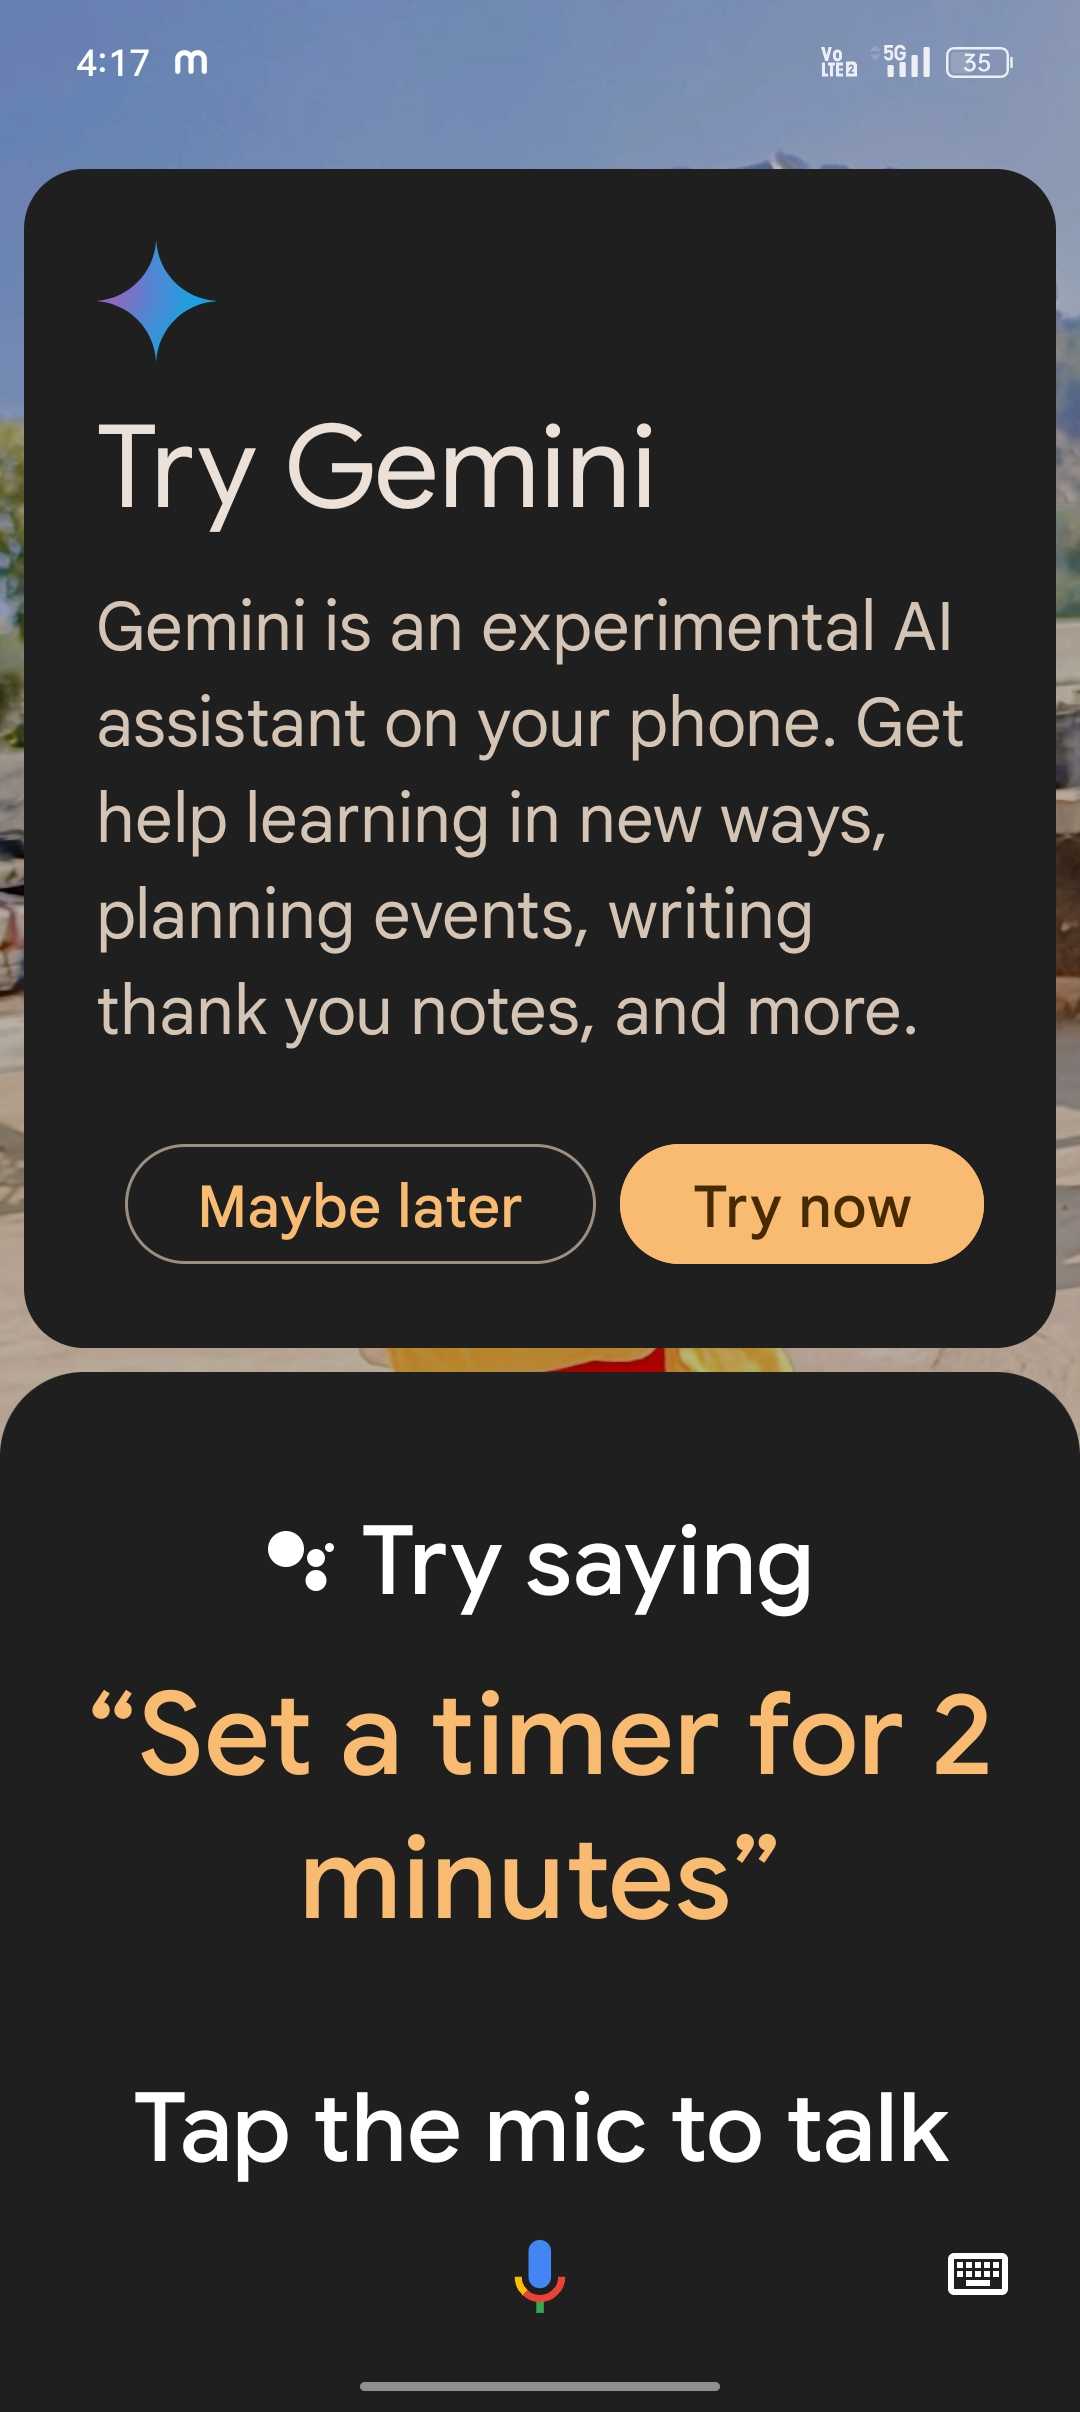 4:17 m Vo LTE 2 5G 35
Try Gemini
Gemini is an experimental AI
assistant on your phone. Get
help learning in new ways,
planning events, writing
thank you notes, and more.
Maybe later Try now
Try saying
“Set a timer for 2
minutes”
Tap the mic to talk